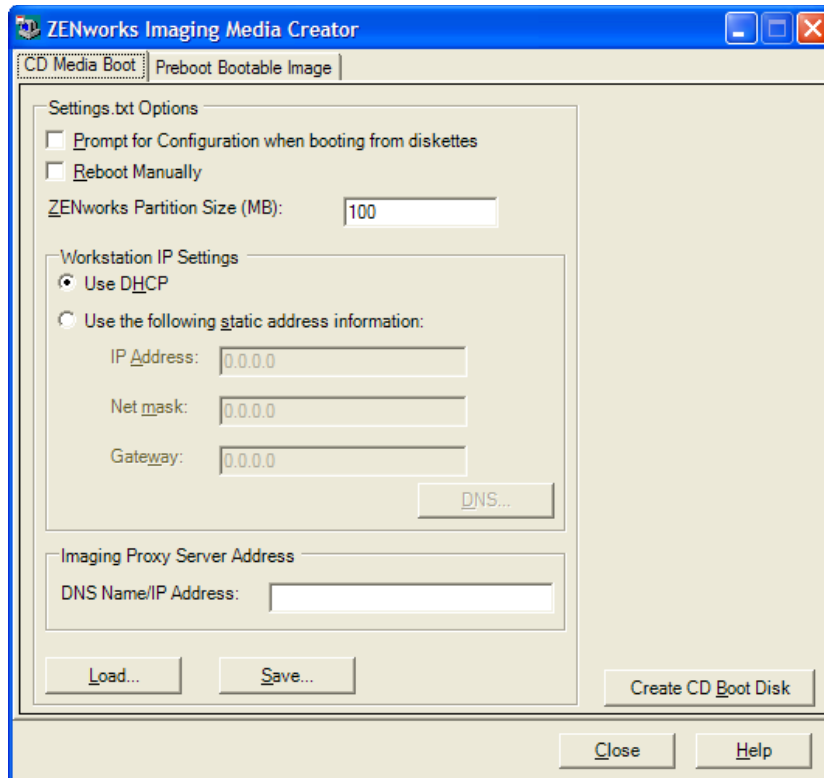 ZENworks Imaging Media Creator
CD Media Boot
Preboot Bootable Image
Settings.txt Options
Prompt for Configuration when booting from diskettes
Reboot Manually
ZENworks Partition Size (MB):
100
Workstation IP Settings
Use DHCP
Use the following static address information:
IP Address:
0.0.0.0
Net mask:
0.0.0.0
Gateway:
0.0.0.0
DNS...
Imaging Proxy Server Address
DNS Name/IP Address:
Load...
Save...
Create CD Boot Disk
Close
Help